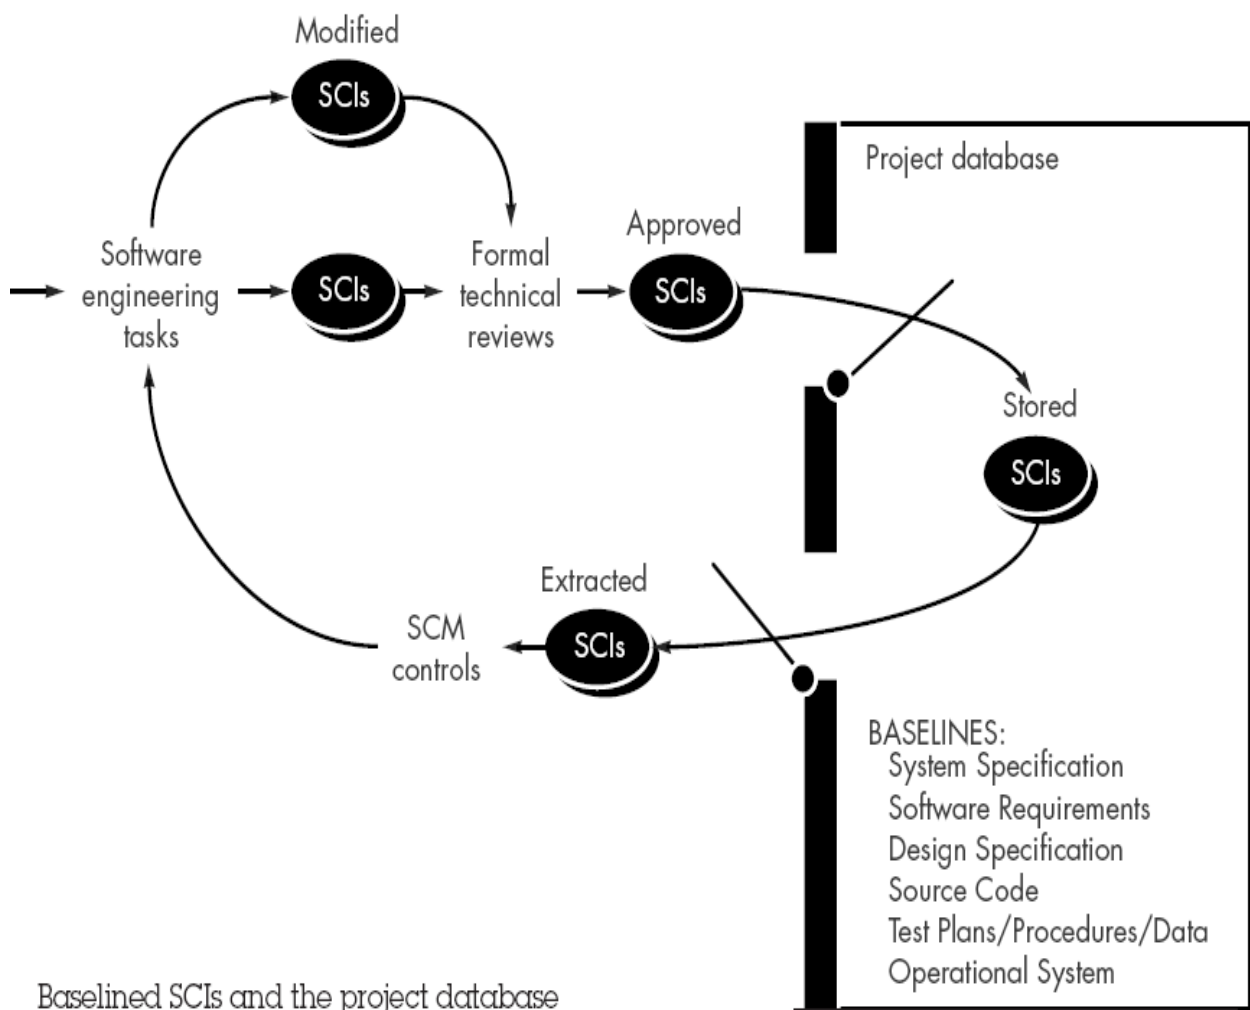 Modified
SCIs
Project database
Approved
Software
engineering
tasks
SCIs
Formal
technical
reviews
SCIs
Stored
SCIs
Extracted
SCIs
SCM
controls
BASELINES:
System Specification
Software Requirements
Design Specification
Source Code
Test Plans/Procedures/Data
Operational System
Baselined SCIs and the project database